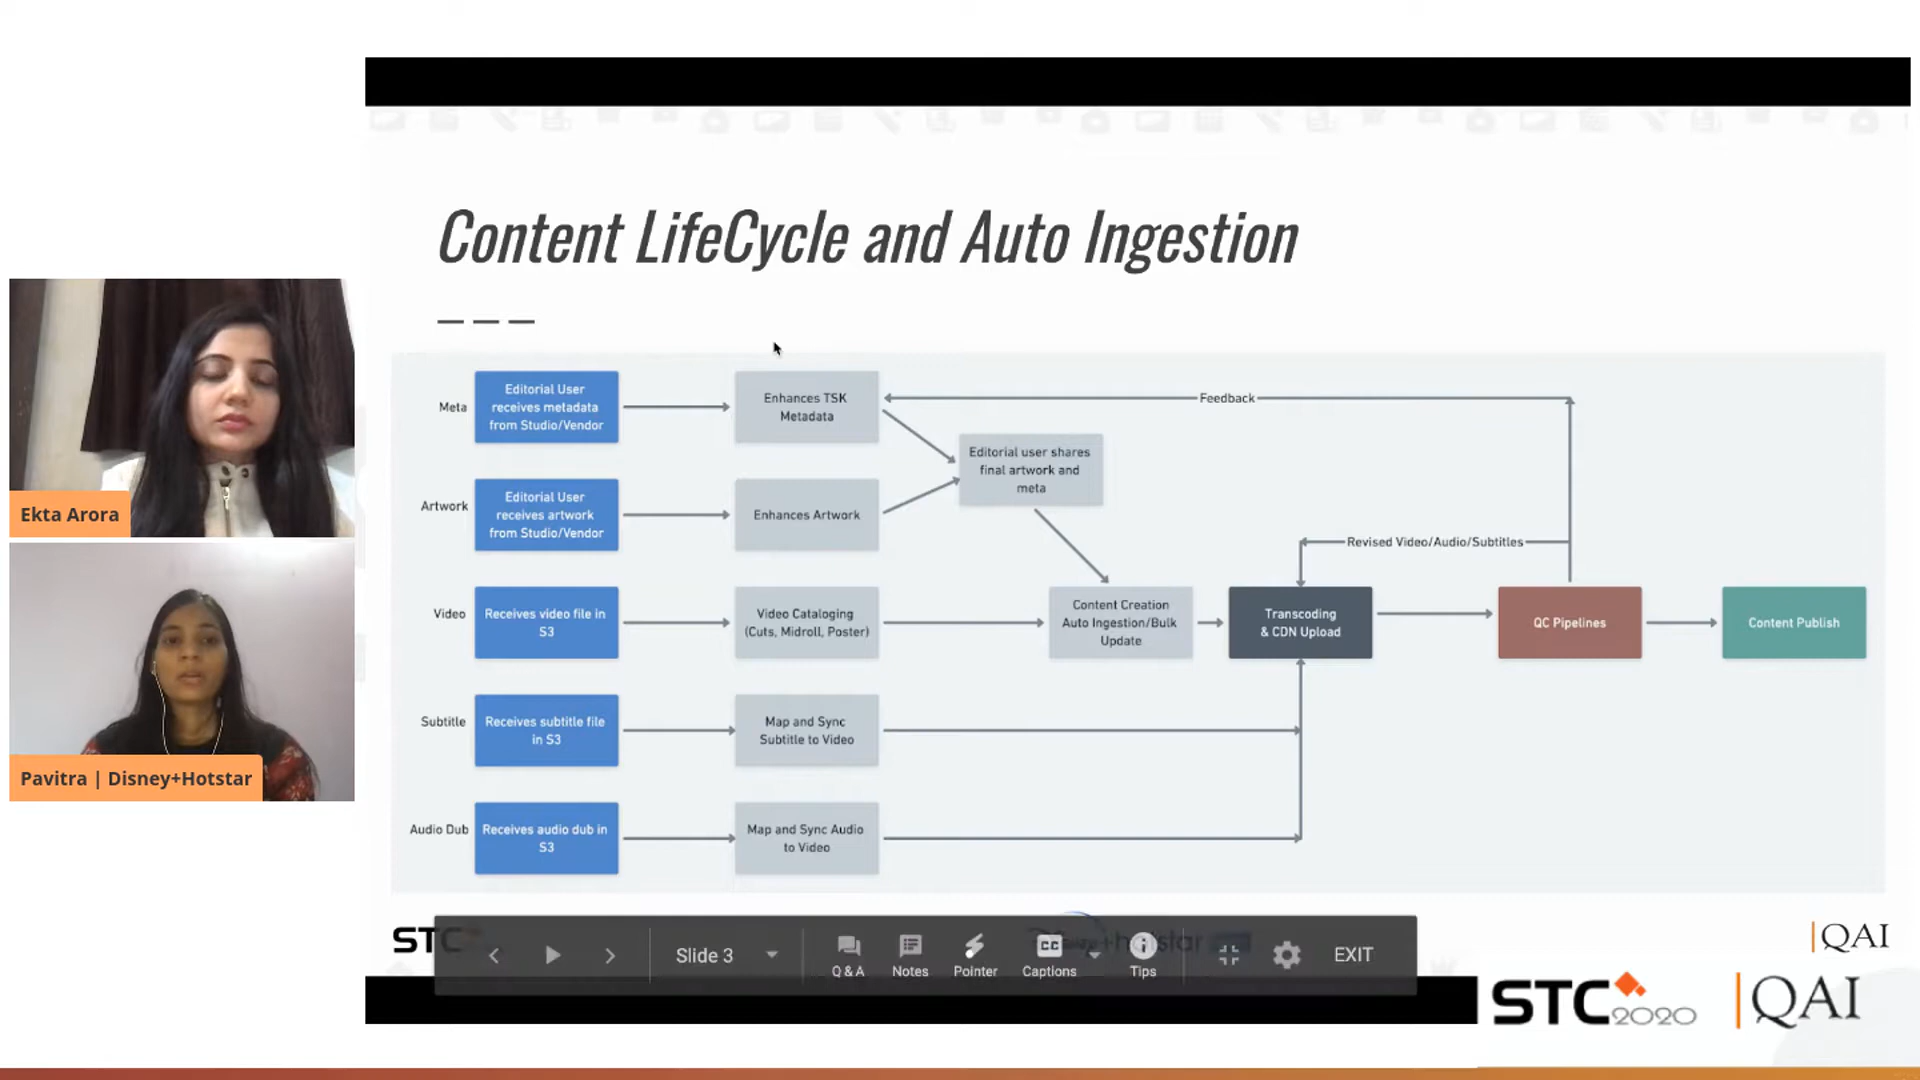 Content LifeCycle and Auto Ingestion
Meta
Editorial User
receives metadata
from Studio/Vendor
Enhances TSK
Metadata
Feedback
Editorial user shares
final artwork and
meta
Artwork
Editorial User
receives artwork
from Studio/Vendor
Enhances Artwork
Revised Video/Audio/Subtitles
Video
Receives video file in
S3
Video Cataloging
(Cuts, Midroll, Poster)
Content Creation
Auto Ingestion/Bulk
Update
Transcoding
& CDN Upload
QC Pipelines
Content Publish
Subtitle
Receives subtitle file
in S3
Map and Sync
Subtitle to Video
Audio Dub
Receives audio dub in
S3
Map and Sync Audio
to Video
Ekta Arora
Pavitra | Disney+Hotstar
STC
Slide 3
Q & A
Notes
Pointer
CC
Captions
Tips
EXIT
+hotstar
QAI
STC
2020
QAI